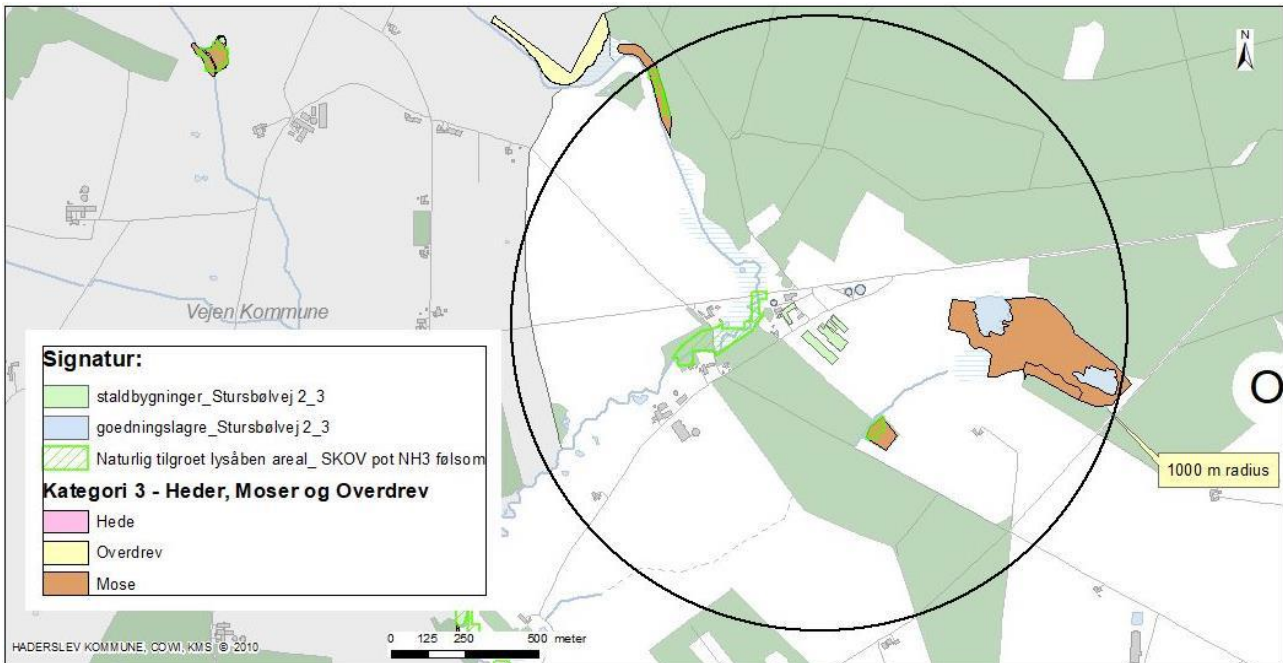 N
Vejen Kommune
O
1000 m radius
Signatur:
staldbygninger_Stursbølvej 2_3
goedningslagre_Stursbølvej 2_3
Naturlig tilgroet lysåben areal_ SKOV pot NH3 følsom
Kategori 3 - Heder, Moser og Overdrev
Hede
Overdrev
Mose
0 125 250 500 meter
HADERSLEV KOMMUNE, COWI, KMS © 2010